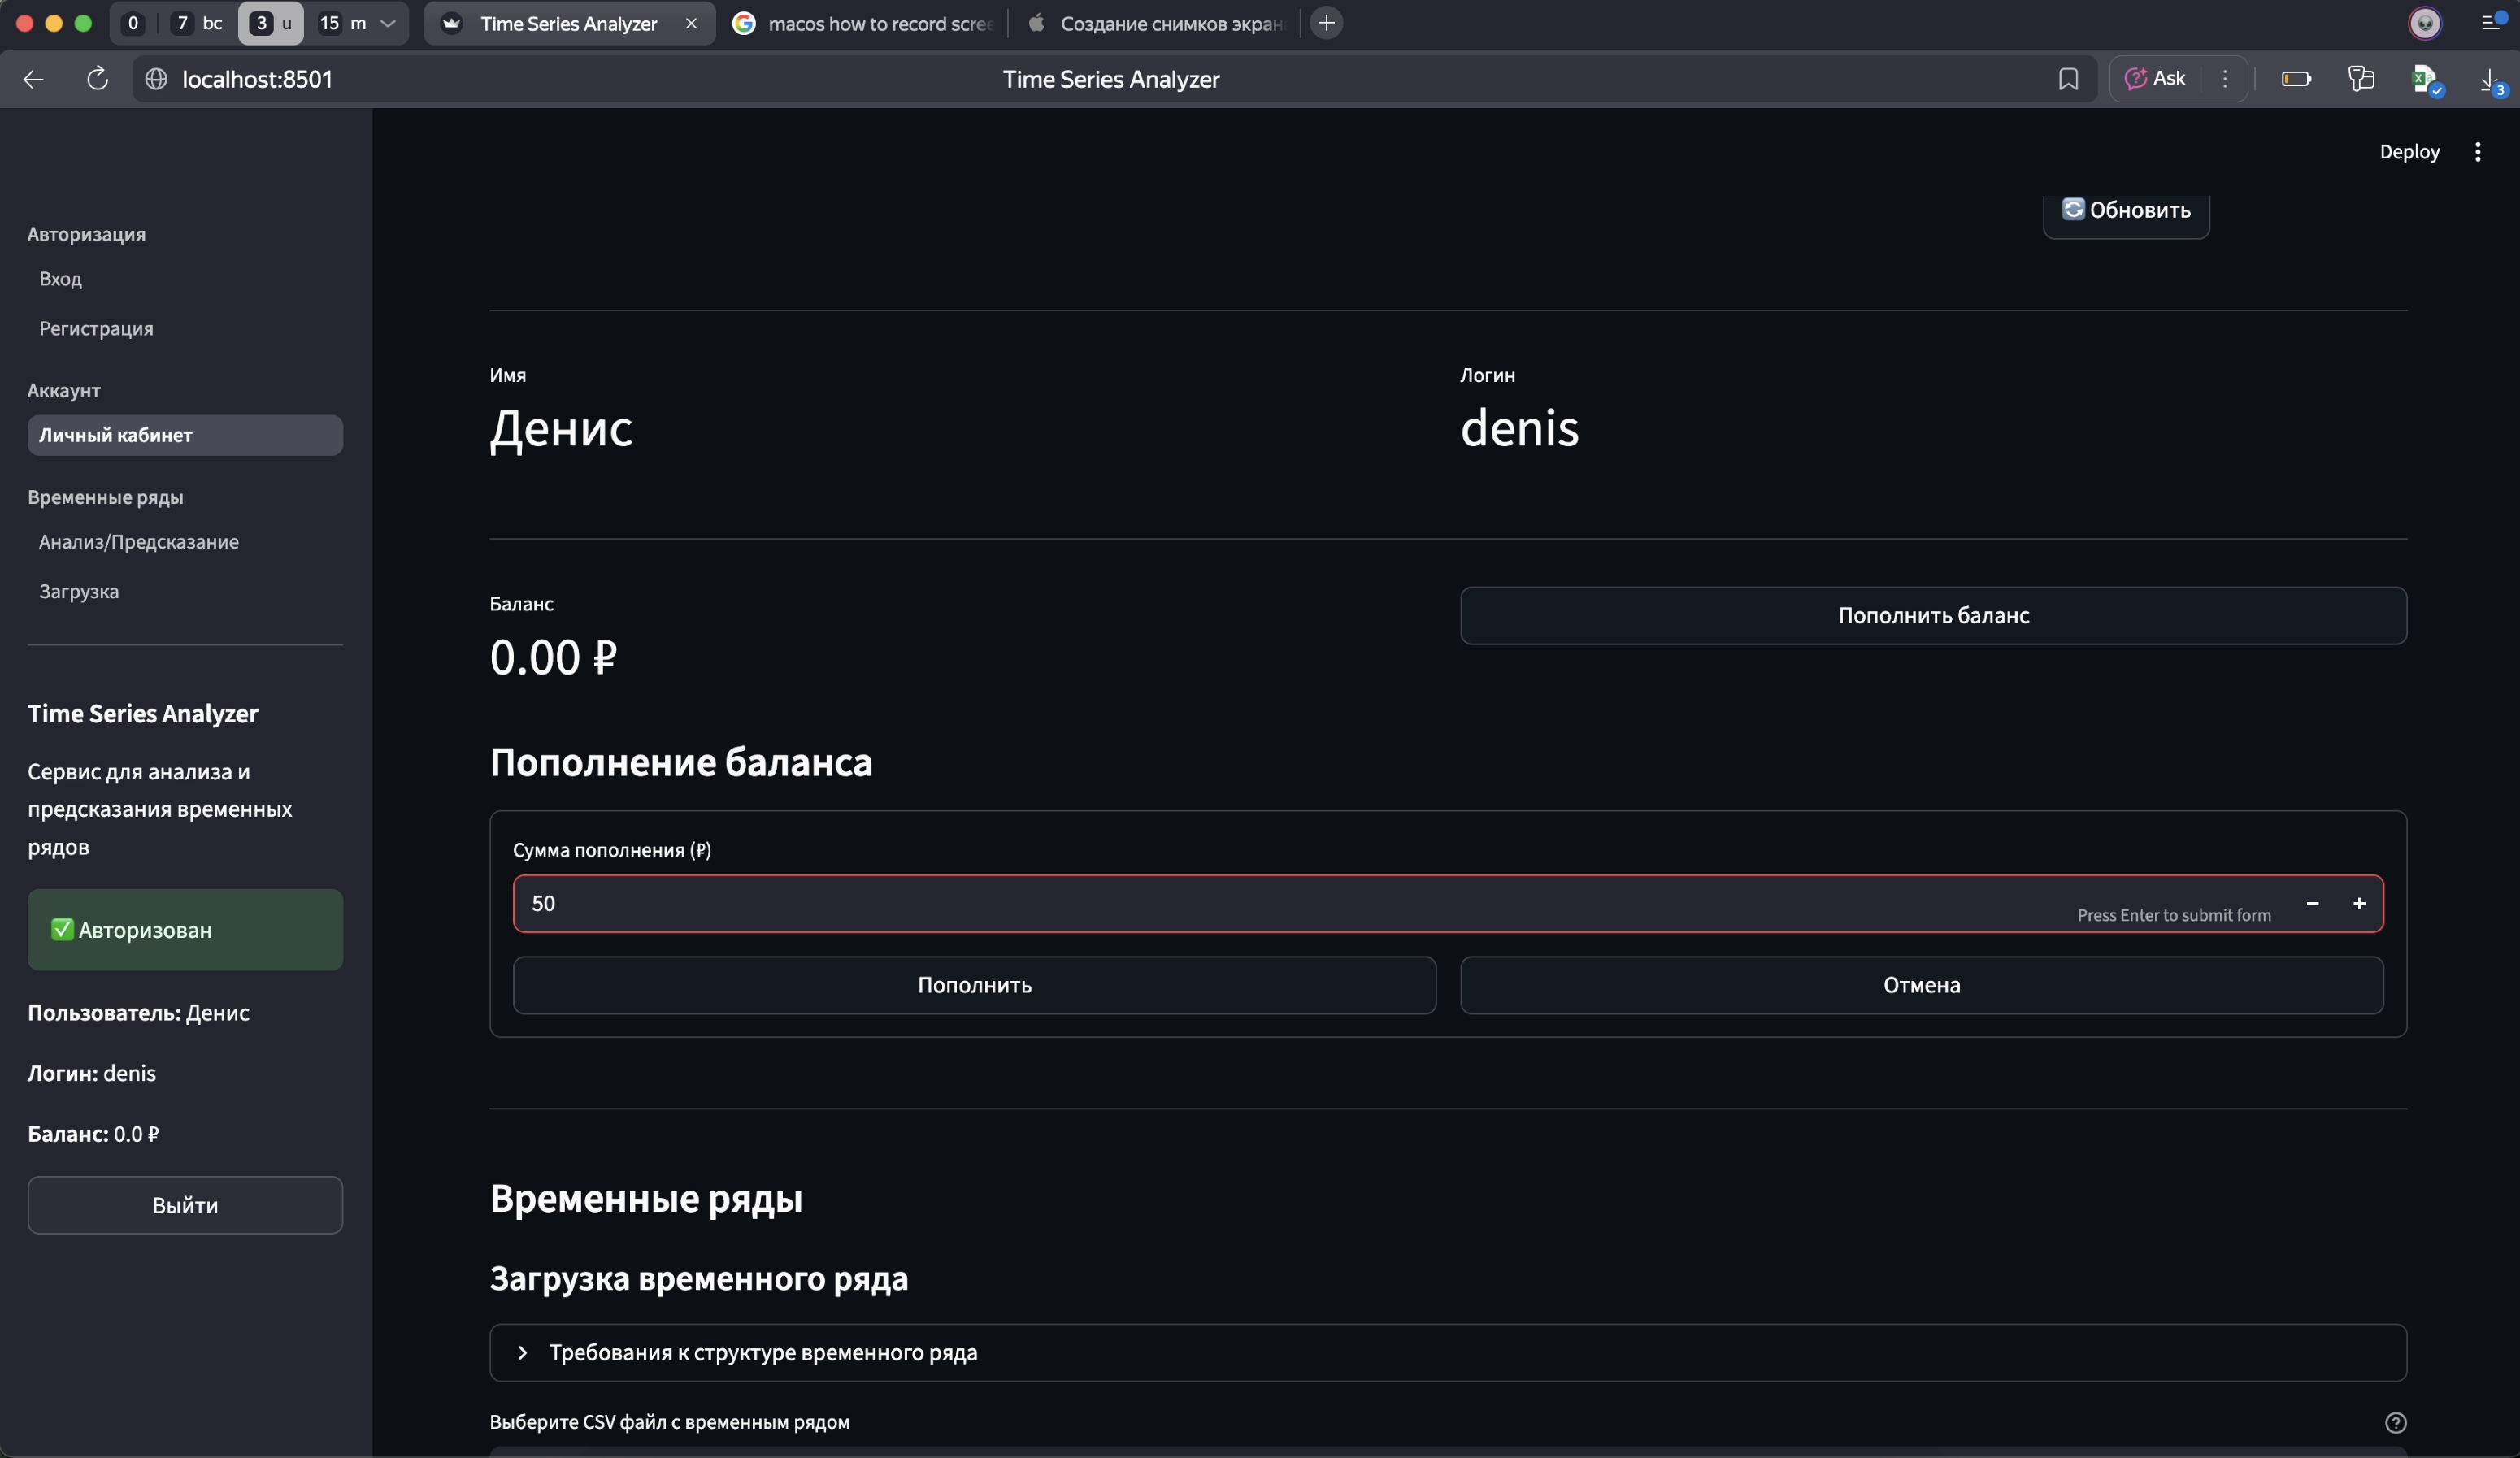 0
7 bc
3 u
15 m
Time Series Analyzer
macos how to record scree
Создание снимков экран
localhost:8501
Time Series Analyzer
Ask
3
Deploy
Обновить
Авторизация
Вход
Регистрация
Аккаунт
Личный кабинет
Временные ряды
Анализ/Предсказание
Загрузка
Time Series Analyzer
Сервис для анализа и
предсказания временных
рядов
Авторизован
Пользователь: Денис
Логин: denis
Баланс: 0.0 ₽
Выйти
Имя
Денис
Логин
denis
Баланс
0.00 ₽
Пополнить баланс
Пополнение баланса
Сумма пополнения (₽)
50
Press Enter to submit form
Пополнить
Отмена
Временные ряды
Загрузка временного ряда
Требования к структуре временного ряда
Выберите CSV файл с временным рядом